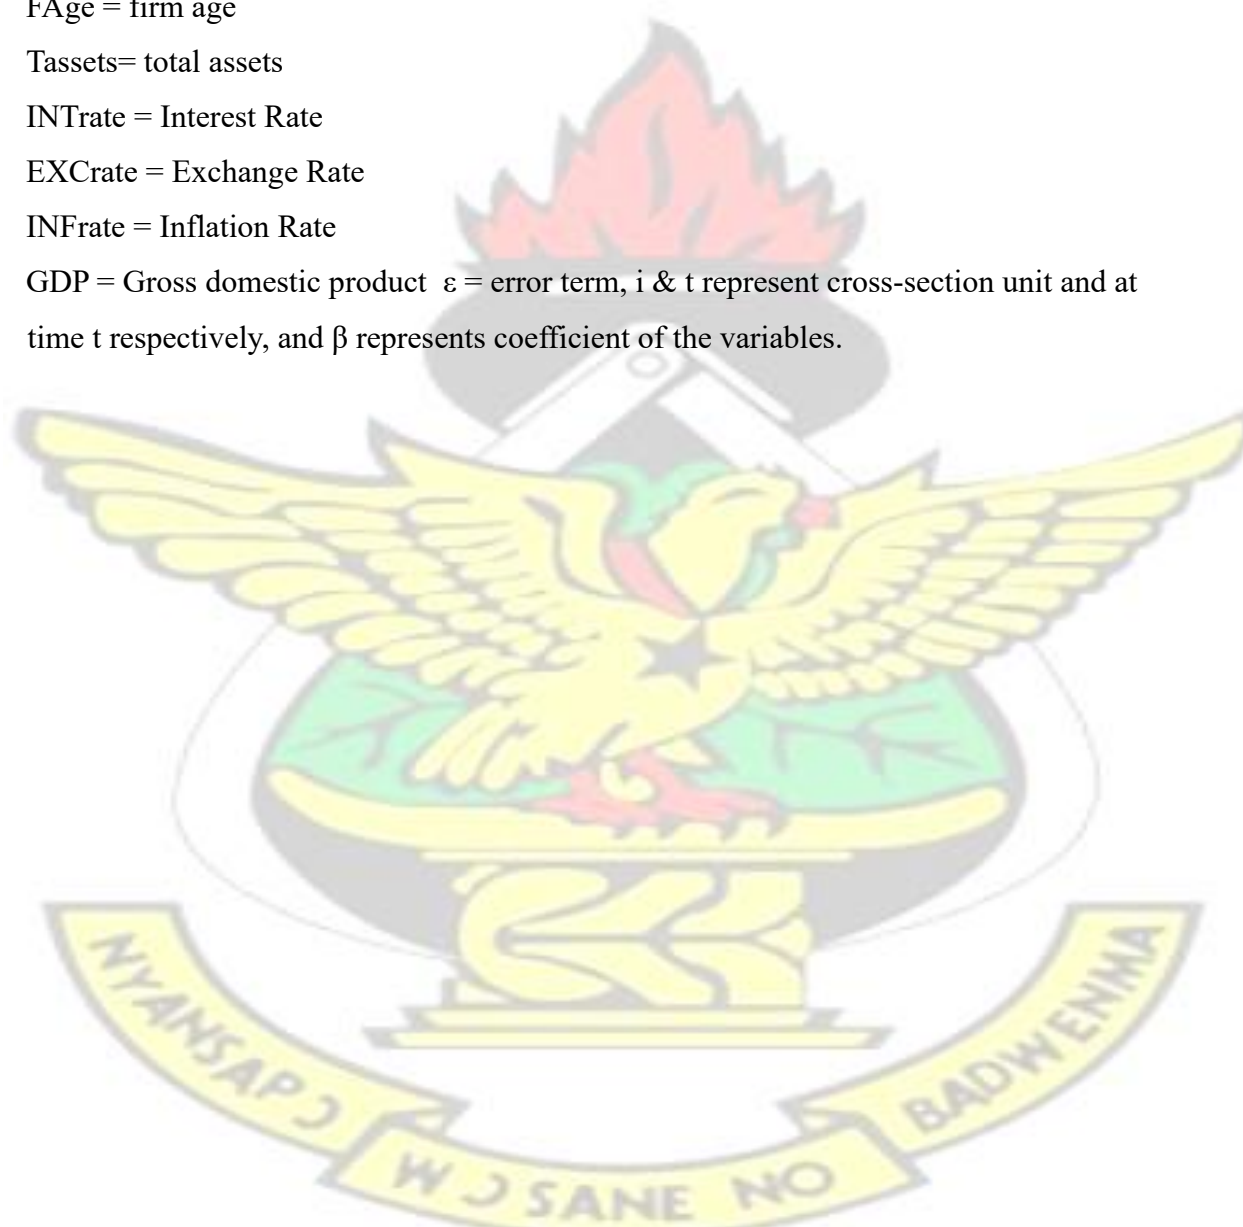 FAge = firm age
Tassets= total assets
INTrate = Interest Rate
EXCrate = Exchange Rate
INFrate = Inflation Rate
GDP = Gross domestic product ε = error term, i & t represent cross-section unit and at
time t respectively, and β represents coefficient of the variables.
NYANSAPƆ
WƆSANE NO
BADWENMA